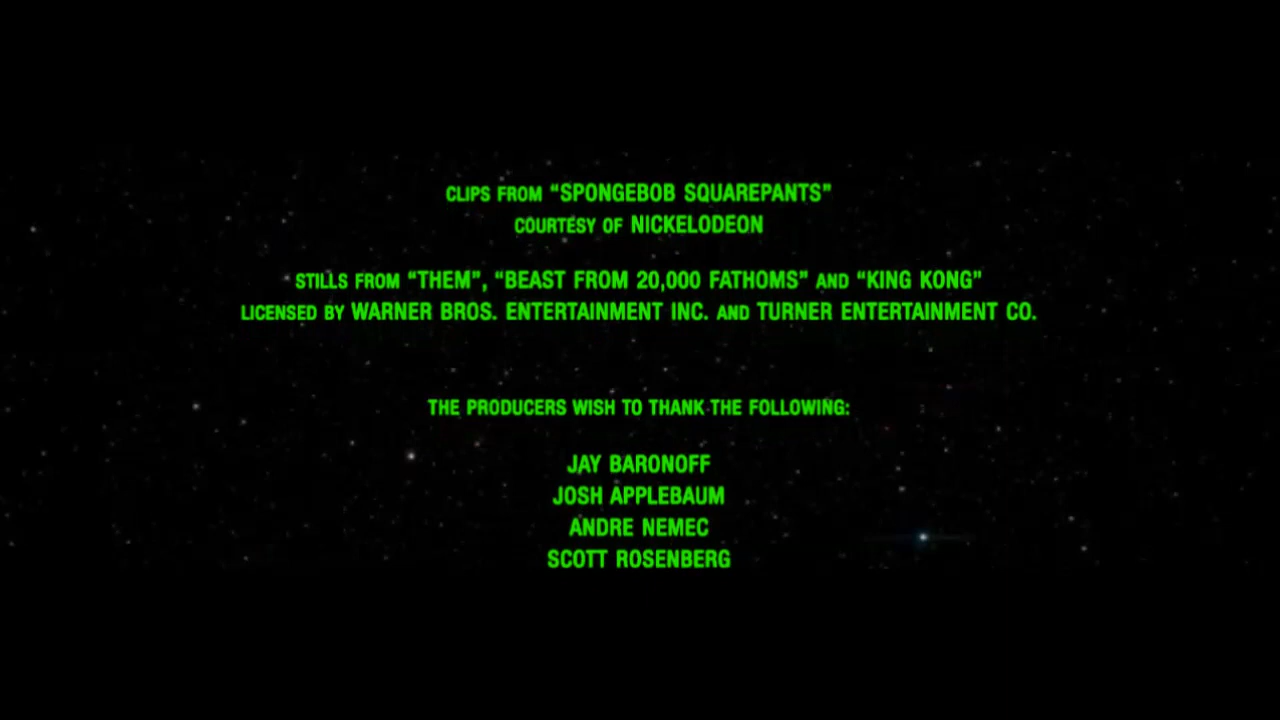 CLIPS FROM “SPONGEBOB SQUAREPANTS”
COURTESY OF NICKELODEON
STILLS FROM “THEM”, “BEAST FROM 20,000 FATHOMS” AND “KING KONG”
LICENSED BY WARNER BROS. ENTERTAINMENT INC. AND TURNER ENTERTAINMENT CO.
THE PRODUCERS WISH TO THANK THE FOLLOWING:
JAY BARONOFF
JOSH APPLEBAUM
ANDRE NEMEC
SCOTT ROSENBERG